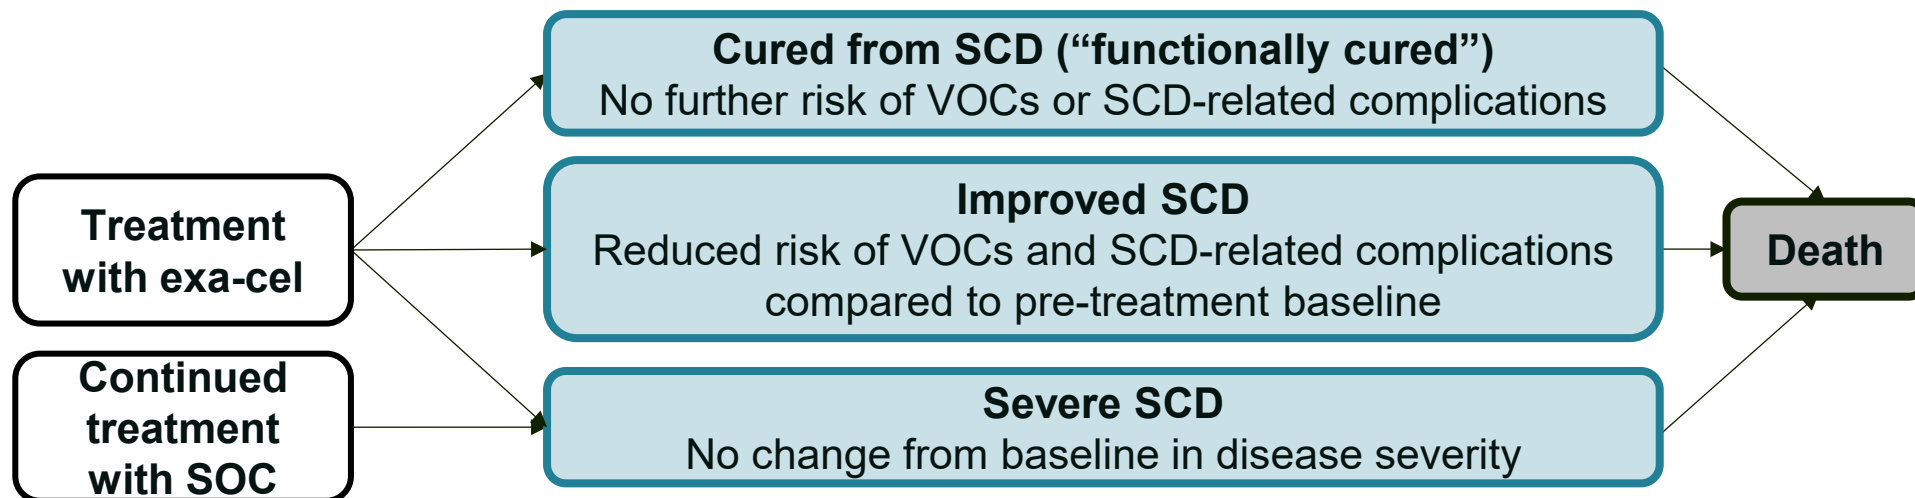 Cured from SCD (“functionally cured”)
No further risk of VOCs or SCD-related complications
Treatment
with exa-cel
Improved SCD
Reduced risk of VOCs and SCD-related complications
compared to pre-treatment baseline
Death
Continued
treatment
with SOC
Severe SCD
No change from baseline in disease severity